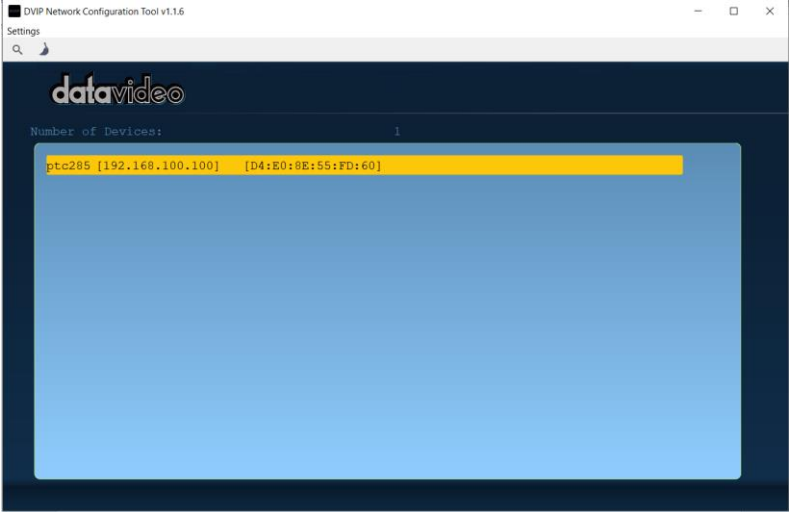 DVIP Network Configuration Tool v1.1.6
Settings
datavideo
Number of Devices: 1
ptc285 [192.168.100.100] [D4:E0:8E:55:FD:60]